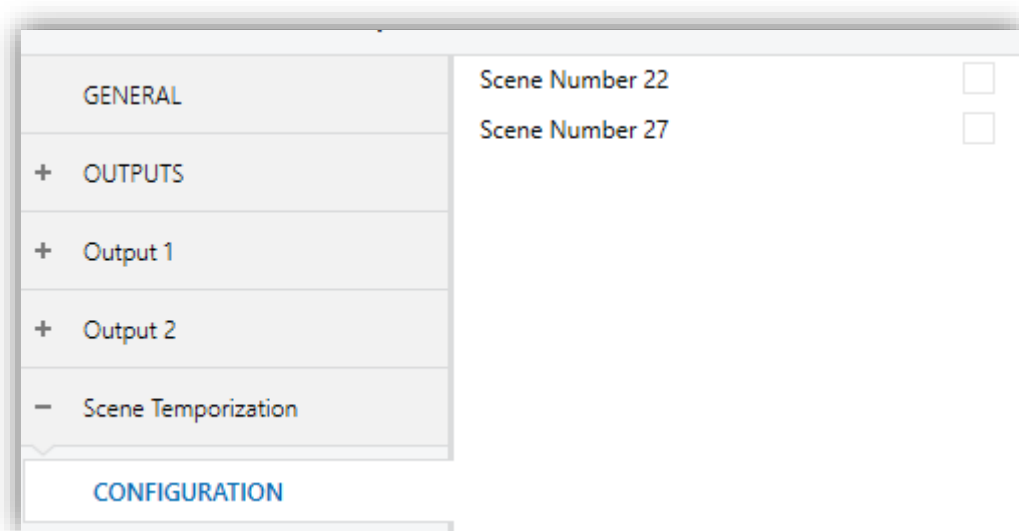 GENERAL
+ OUTPUTS
+ Output 1
+ Output 2
- Scene Temporization
CONFIGURATION
Scene Number 22
Scene Number 27